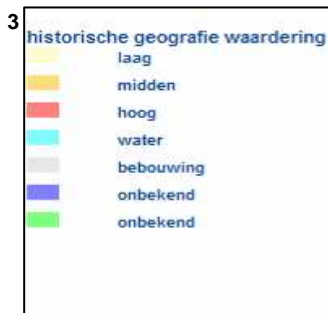 3
historische geografie waardering
laag
midden
hoog
water
bebouwing
onbekend
onbekend